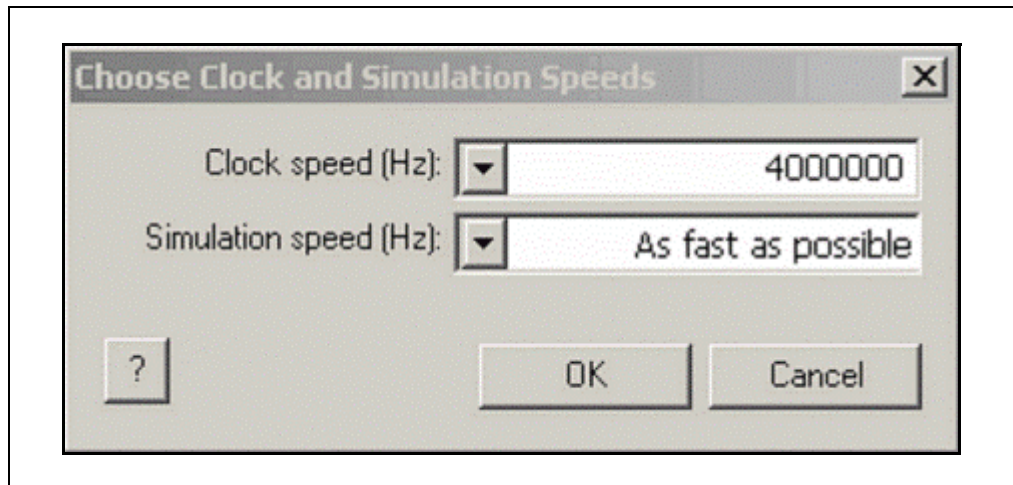 Choose Clock and Simulation Speeds
Clock speed (Hz): 4000000
Simulation speed (Hz): As fast as possible
? OK Cancel